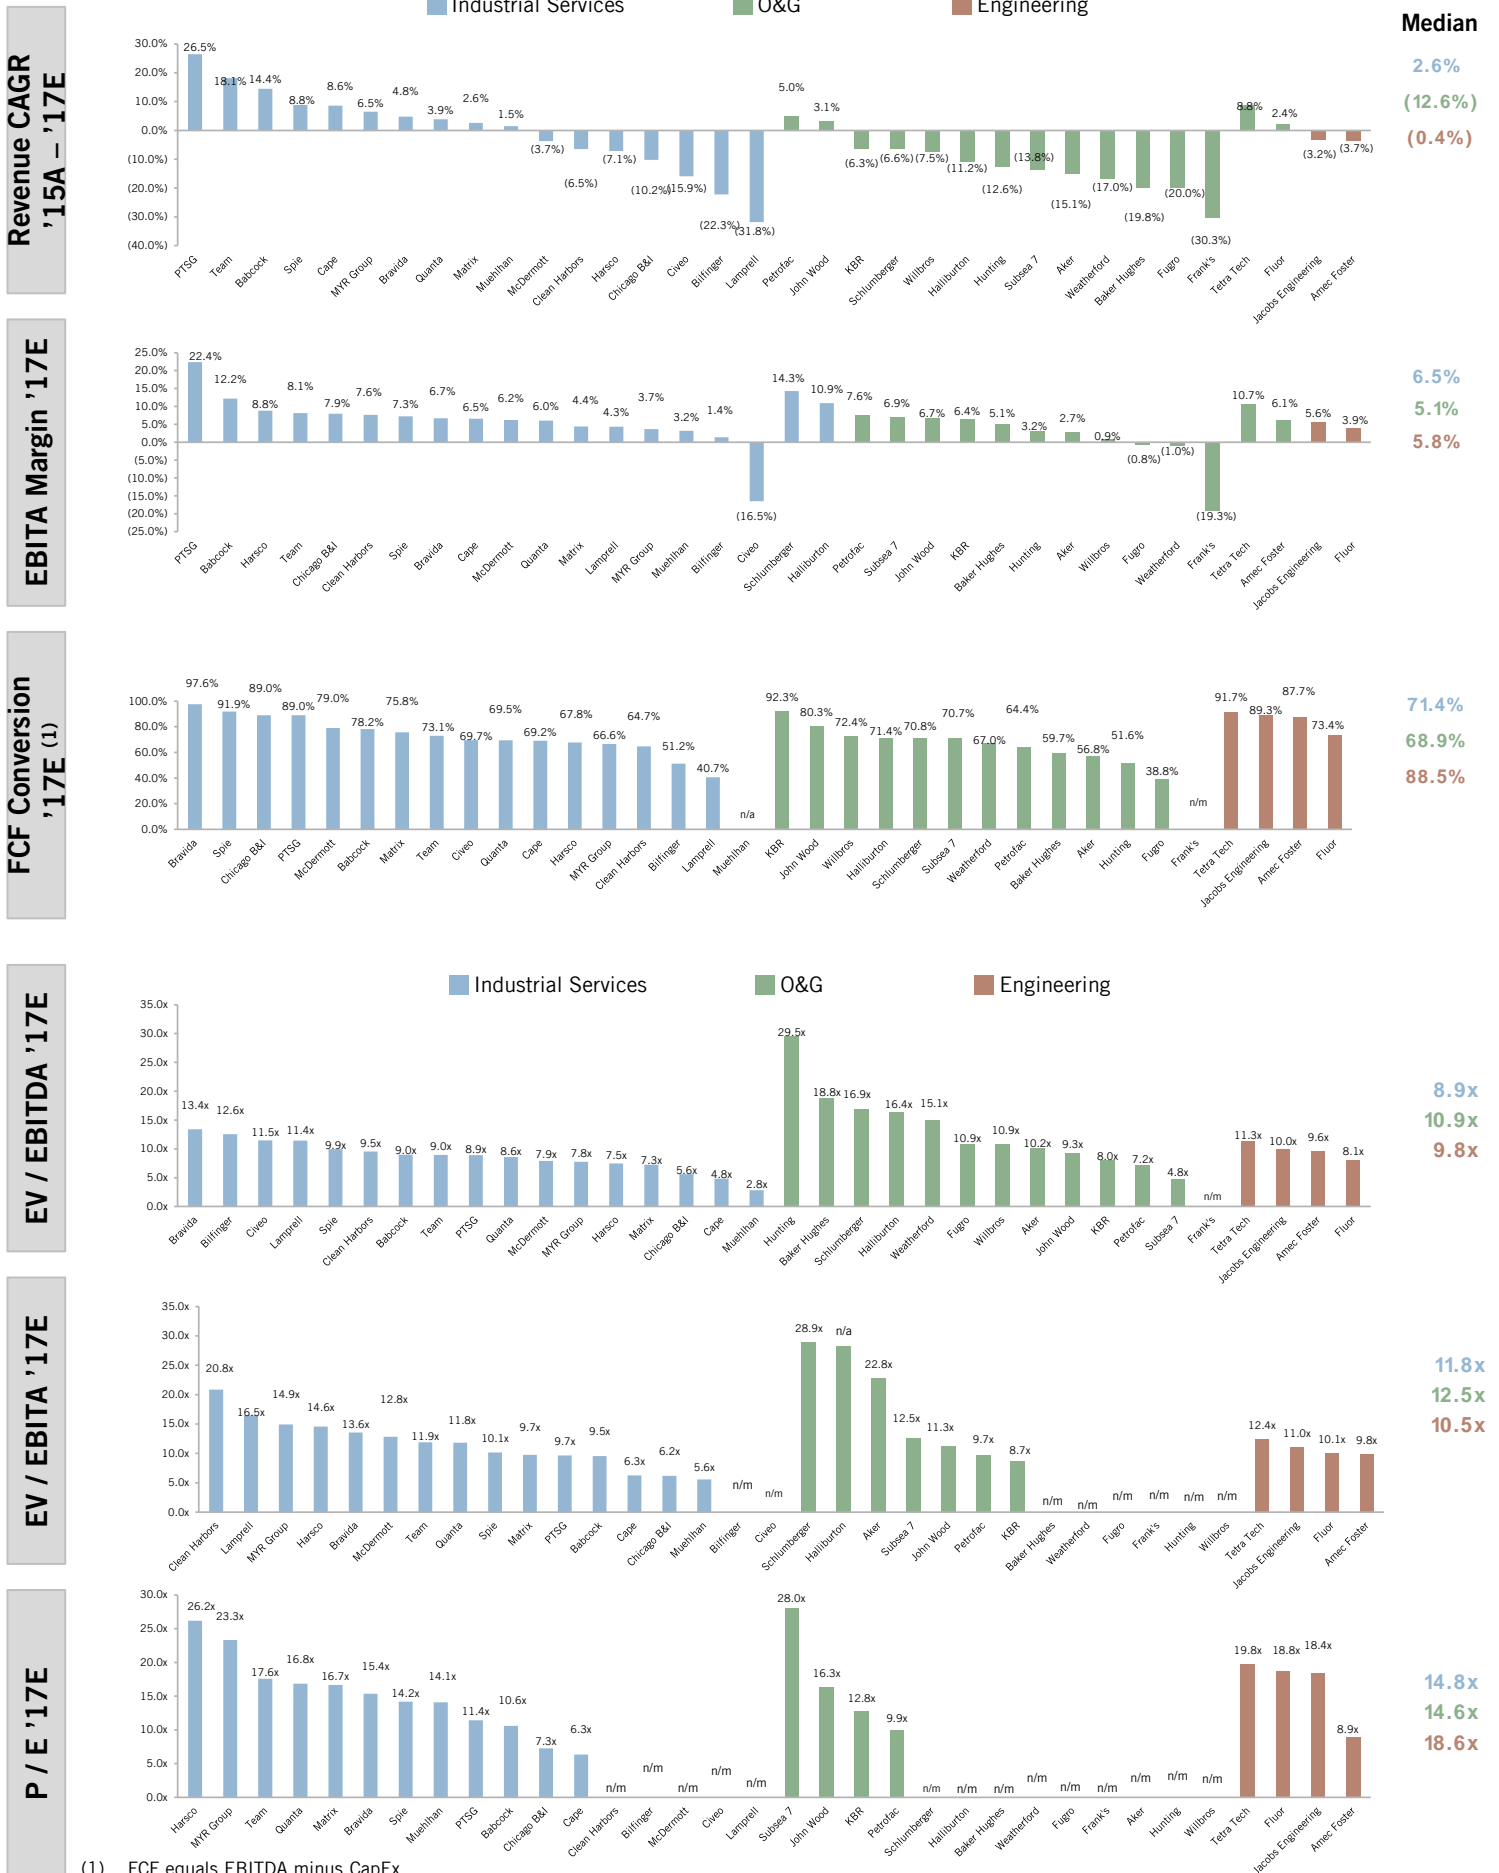 Industrial Services O&G Engineering
Median
Revenue CAGR
'15A – '17E
30.0%
20.0%
10.0%
0.0%
(10.0%)
(20.0%)
(30.0%)
(40.0%)
26.5% 18.1% 14.4% 8.8% 8.6% 6.5% 4.8% 3.9% 2.6% 1.5% (3.7%) (6.5%) (7.1%) (10.2%) (15.9%) (22.3%) (31.8%) 5.0% 3.1% (6.3%) (6.6%) (7.5%) (11.2%) (12.6%) (13.8%) (15.1%) (17.0%) (19.8%) (20.0%) (30.3%) 8.8% 2.4% (3.2%) (3.7%)
PTSG Team Babcock Spie Cape MYR Group Bravida Quanta Matrix Muehlhan McDermott Clean Harbors Harsco Chicago B&I Civeo Bilfinger Lamprell Petrofac John Wood KBR Schlumberger Willbros Halliburton Hunting Subsea 7 Aker Weatherford Baker Hughes Fugro Frank's Tetra Tech Fluor Jacobs Engineering Amec Foster
2.6%
(12.6%)
(0.4%)
EBITA Margin '17E
25.0%
20.0%
15.0%
10.0%
5.0%
0.0%
(5.0%)
(10.0%)
(15.0%)
(20.0%)
(25.0%)
22.4% 12.2% 8.8% 8.1% 7.9% 7.6% 7.3% 6.7% 6.5% 6.2% 6.0% 4.4% 4.3% 3.7% 3.2% 1.4% (16.5%) 14.3% 10.9% 7.6% 6.9% 6.7% 6.4% 5.1% 3.2% 2.7% 0.9% (0.8%) (1.0%) (19.3%) 10.7% 6.1% 5.6% 3.9%
PTSG Babcock Harsco Team Chicago B&I Clean Harbors Spie Bravida Cape McDermott Quanta Matrix Lamprell MYR Group Muehlhan Bilfinger Civeo Schlumberger Halliburton Petrofac Subsea 7 John Wood KBR Baker Hughes Hunting Aker Willbros Fugro Weatherford Frank's Tetra Tech Amec Foster Jacobs Engineering Fluor
6.5%
5.1%
5.8%
FCF Conversion
'17E (1)
100.0%
80.0%
60.0%
40.0%
20.0%
0.0%
97.6% 91.9% 89.0% 89.0% 79.0% 78.2% 75.8% 73.1% 69.7% 69.5% 69.2% 67.8% 66.6% 64.7% 51.2% 40.7% n/a 92.3% 80.3% 72.4% 71.4% 70.8% 70.7% 67.0% 64.4% 59.7% 56.8% 51.6% 38.8% n/m 91.7% 89.3% 87.7% 73.4%
Bravida Spie Chicago B&I PTSG McDermott Babcock Matrix Team Civeo Quanta Cape Harsco MYR Group Clean Harbors Bilfinger Lamprell Muehlhan KBR John Wood Willbros Halliburton Schlumberger Subsea 7 Weatherford Petrofac Baker Hughes Aker Hunting Fugro Frank's Tetra Tech Jacobs Engineering Amec Foster Fluor
71.4%
68.9%
88.5%
Industrial Services O&G Engineering
EV / EBITDA '17E
35.0x
30.0x
25.0x
20.0x
15.0x
10.0x
5.0x
0.0x
13.4x 12.6x 11.5x 11.4x 9.9x 9.5x 9.0x 9.0x 8.9x 8.6x 7.9x 7.8x 7.5x 7.3x 5.6x 4.8x 2.8x 29.5x 18.8x 16.9x 16.4x 15.1x 10.9x 10.9x 10.2x 9.3x 8.0x 7.2x 4.8x n/m 11.3x 10.0x 9.6x 8.1x
Bravida Bilfinger Civeo Lamprell Spie Clean Harbors Babcock Team PTSG Quanta McDermott MYR Group Harsco Matrix Chicago B&I Cape Muehlhan Hunting Baker Hughes Schlumberger Halliburton Weatherford Fugro Willbros Aker John Wood KBR Petrofac Subsea 7 Frank's Tetra Tech Jacobs Engineering Amec Foster Fluor
8.9x
10.9x
9.8x
EV / EBITA '17E
35.0x
30.0x
25.0x
20.0x
15.0x
10.0x
5.0x
0.0x
20.8x 16.5x 14.9x 14.6x 13.6x 12.8x 11.9x 11.8x 10.1x 9.7x 9.7x 9.5x 6.3x 6.2x 5.6x n/m n/m 28.9x n/a 22.8x 12.5x 11.3x 9.7x 8.7x n/m n/m n/m n/m n/m n/m 12.4x 11.0x 10.1x 9.8x
Clean Harbors Lamprell MYR Group Harsco Bravida McDermott Team Quanta Spie Matrix PTSG Babcock Cape Chicago B&I Muehlhan Bilfinger Civeo Schlumberger Halliburton Aker Subsea 7 John Wood Petrofac KBR Baker Hughes Weatherford Fugro Frank's Hunting Willbros Tetra Tech Jacobs Engineering Fluor Amec Foster
11.8x
12.5x
10.5x
P / E '17E
30.0x
25.0x
20.0x
15.0x
10.0x
5.0x
0.0x
26.2x 23.3x 17.6x 16.8x 16.7x 15.4x 14.2x 14.1x 11.4x 10.6x 7.3x 6.3x n/m n/m n/m n/m n/m 28.0x 16.3x 12.8x 9.9x n/m n/m n/m n/m n/m n/m n/m n/m n/m 19.8x 18.8x 18.4x 8.9x
Harsco MYR Group Team Quanta Matrix Bravida Spie Muehlhan PTSG Babcock Chicago B&I Cape Clean Harbors Bilfinger McDermott Civeo Lamprell Subsea 7 John Wood KBR Petrofac Schlumberger Halliburton Baker Hughes Weatherford Fugro Frank's Aker Hunting Willbros Tetra Tech Fluor Jacobs Engineering Amec Foster
14.8x
14.6x
18.6x
(1) FCF equals EBITDA minus CapEx